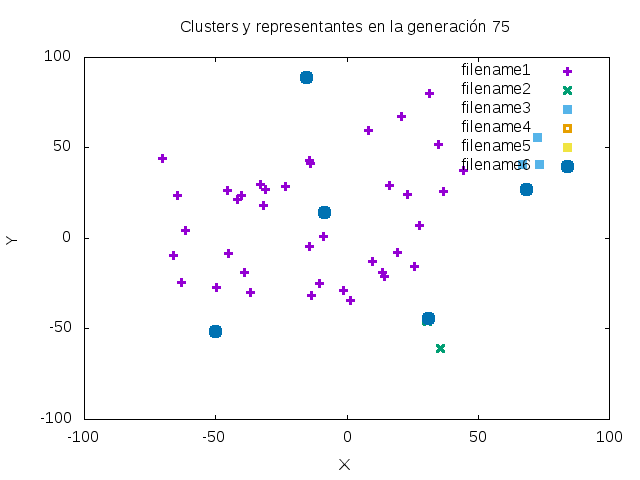 Clusters y representantes en la generación 75
100
50
0
-50
-100
-100
-50
0
50
100
Y
X
filename1
filename2
filename3
filename4
filename5
filename6